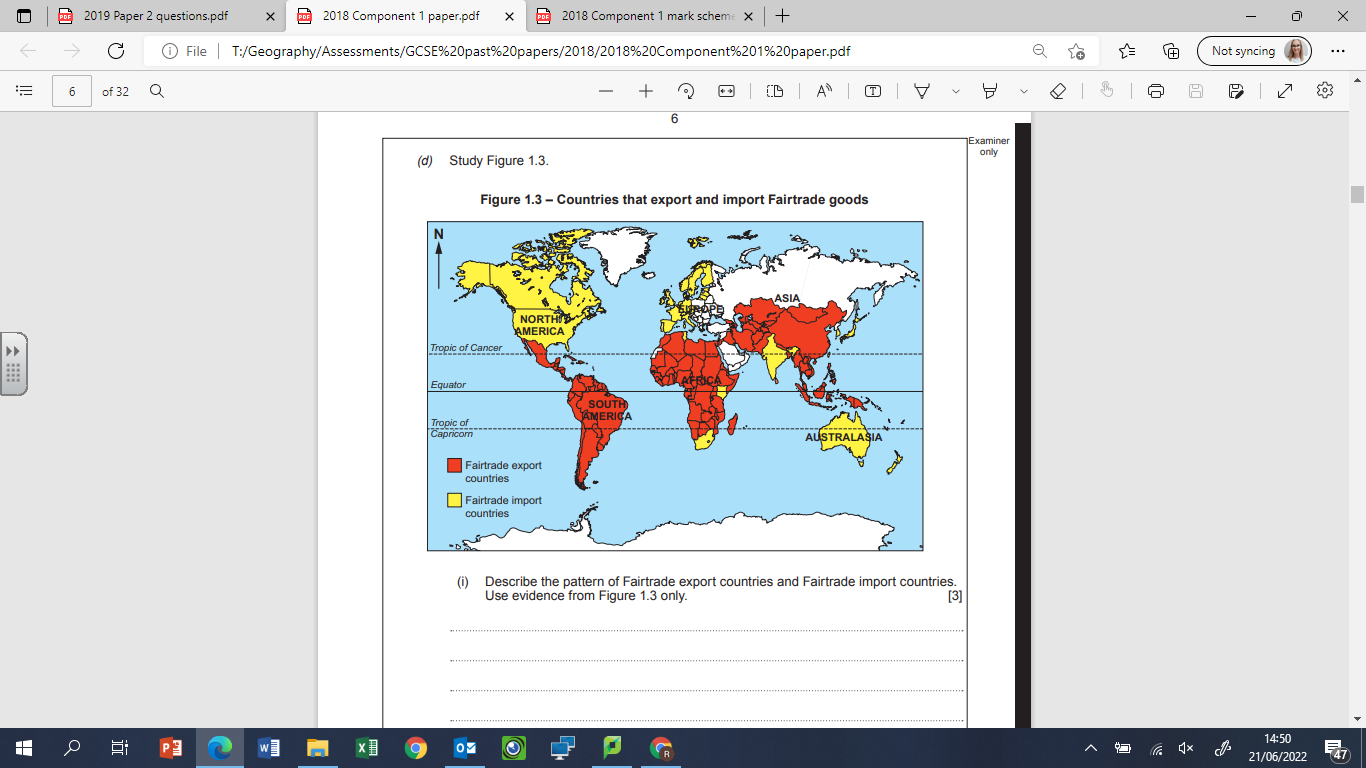 2019 Paper 2 questions.pdf
2018 Component 1 paper.pdf
2018 Component 1 mark scheme
File
T:/Geography/Assessments/GCSE%20past%20papers/2018/2018%20Component%201%20paper.pdf
Not syncing
6
of 32
6
Examiner
only
(d) Study Figure 1.3.
Figure 1.3 – Countries that export and import Fairtrade goods
N
ASIA
EUROPE
NORTH
AMERICA
Tropic of Cancer
AFRICA
Equator
SOUTH
AMERICA
Tropic of
Capricorn
AUSTRALASIA
Fairtrade export
countries
Fairtrade import
countries
(i) Describe the pattern of Fairtrade export countries and Fairtrade import countries.
Use evidence from Figure 1.3 only. [3]
14:50
21/06/2022
47